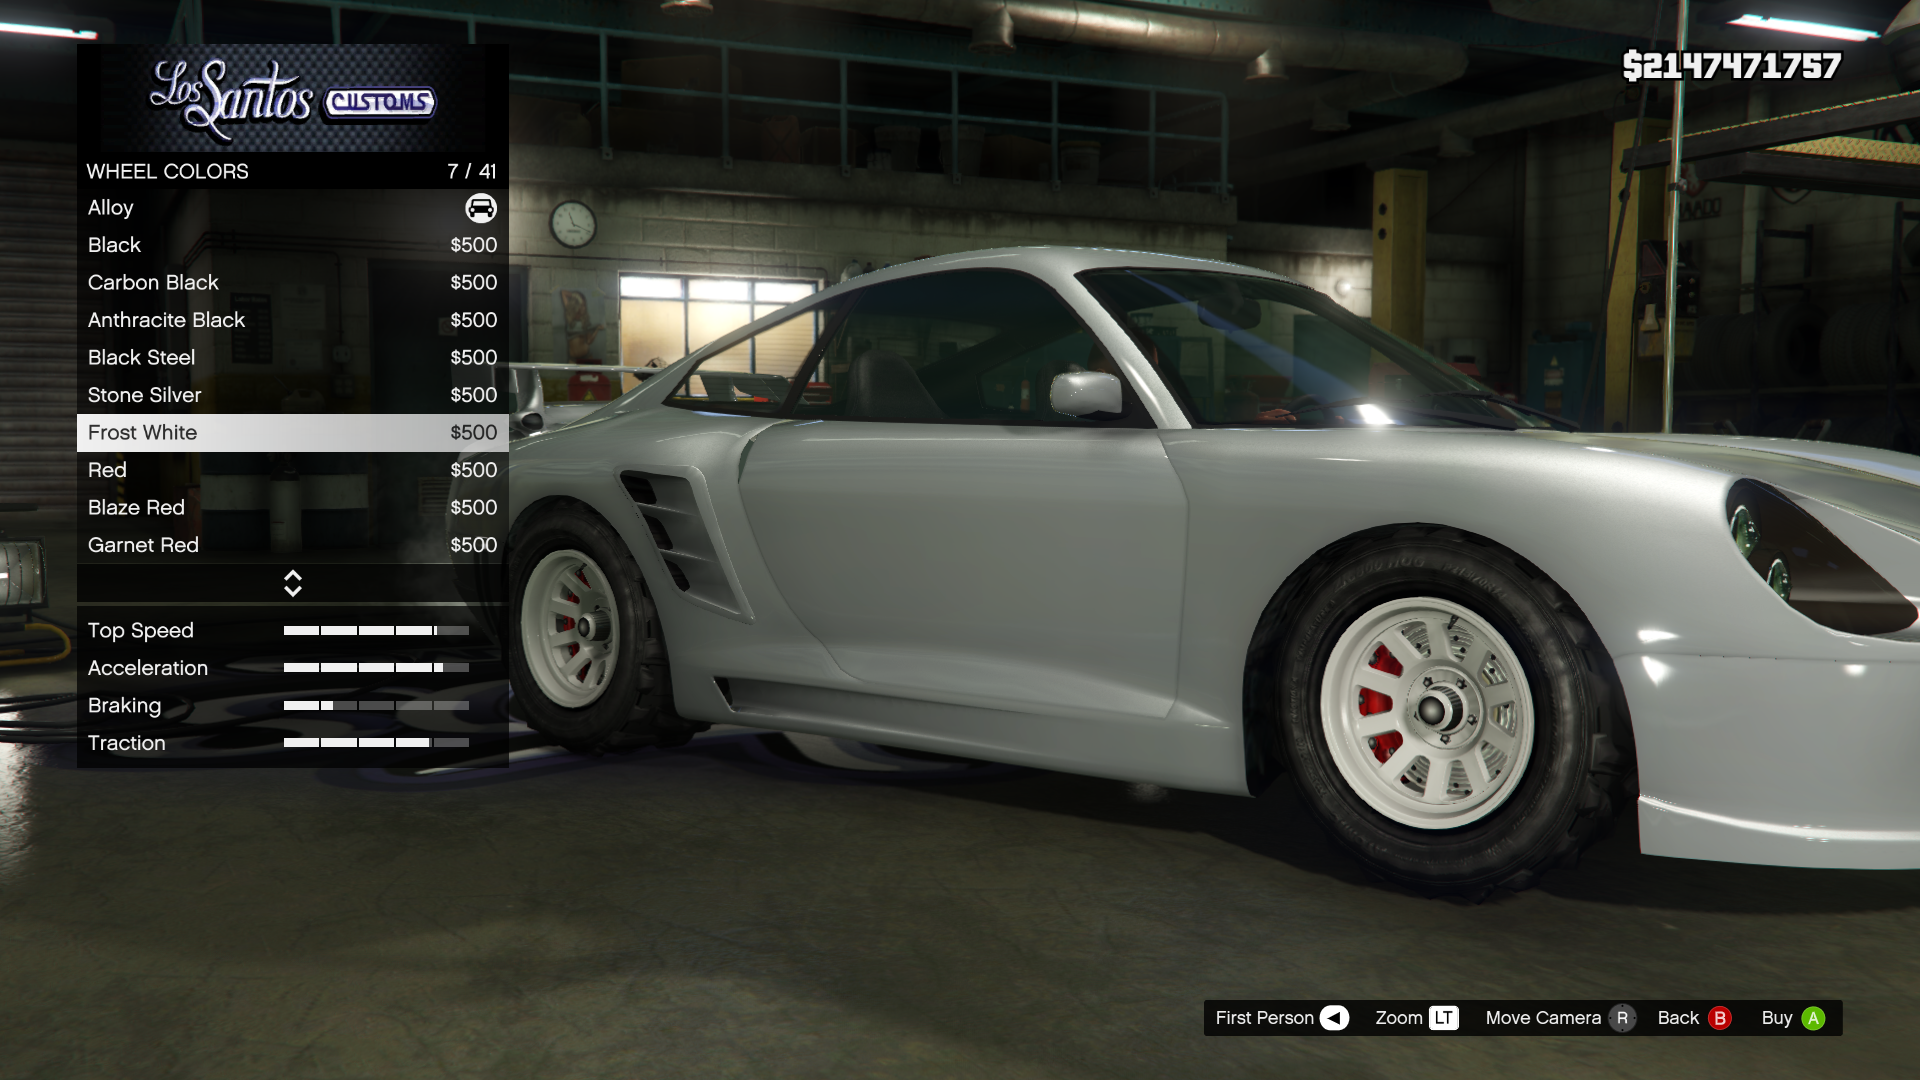 Los Santos CUSTOMS
$2147471757
WHEEL COLORS 7 / 41
Alloy
Black $500
Carbon Black $500
Anthracite Black $500
Black Steel $500
Stone Silver $500
Frost White $500
Red $500
Blaze Red $500
Garnet Red $500
Top Speed
Acceleration
Braking
Traction
First Person Zoom LT Move Camera R Back B Buy A